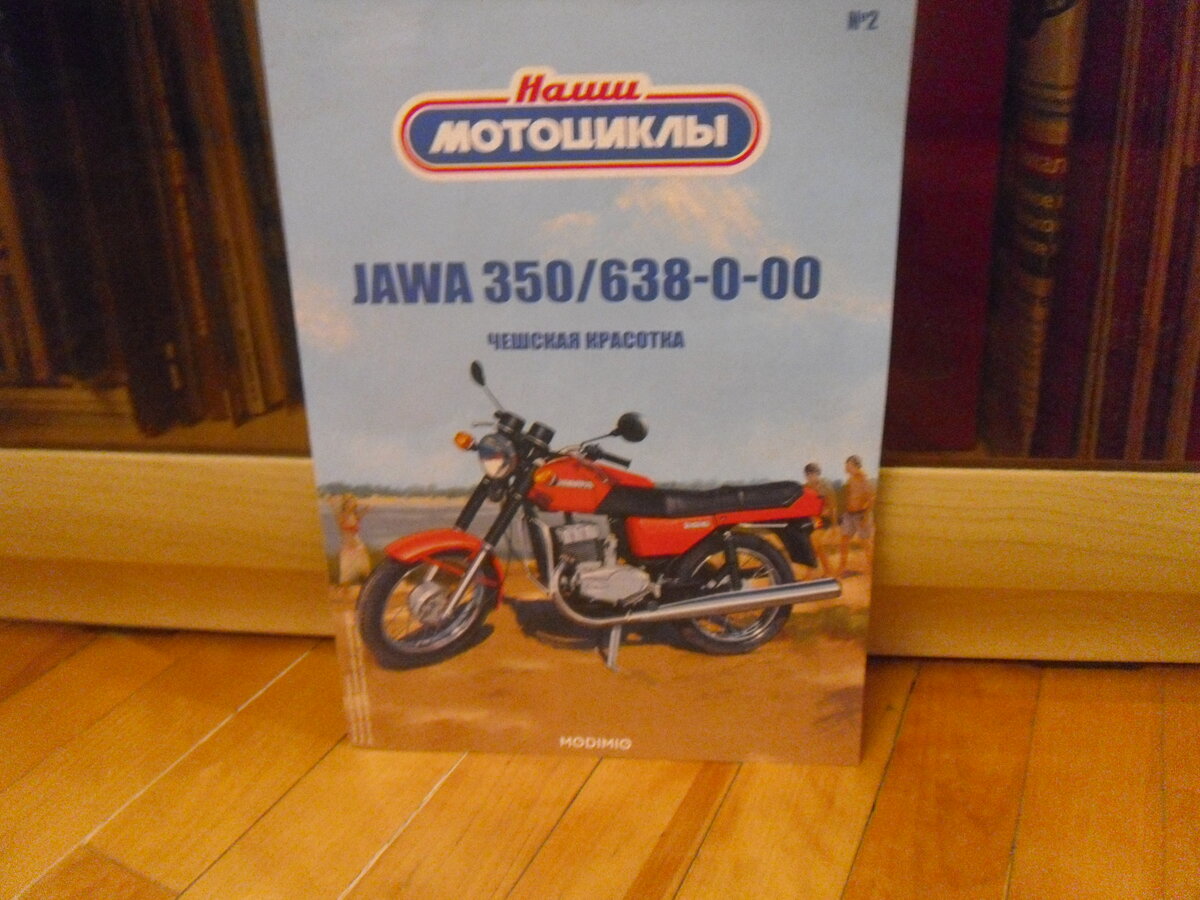 №2
Наши
МОТОЦИКЛЫ
JAWA 350/638-0-00
ЧЕШСКАЯ КРАСОТКА
MODIMIO